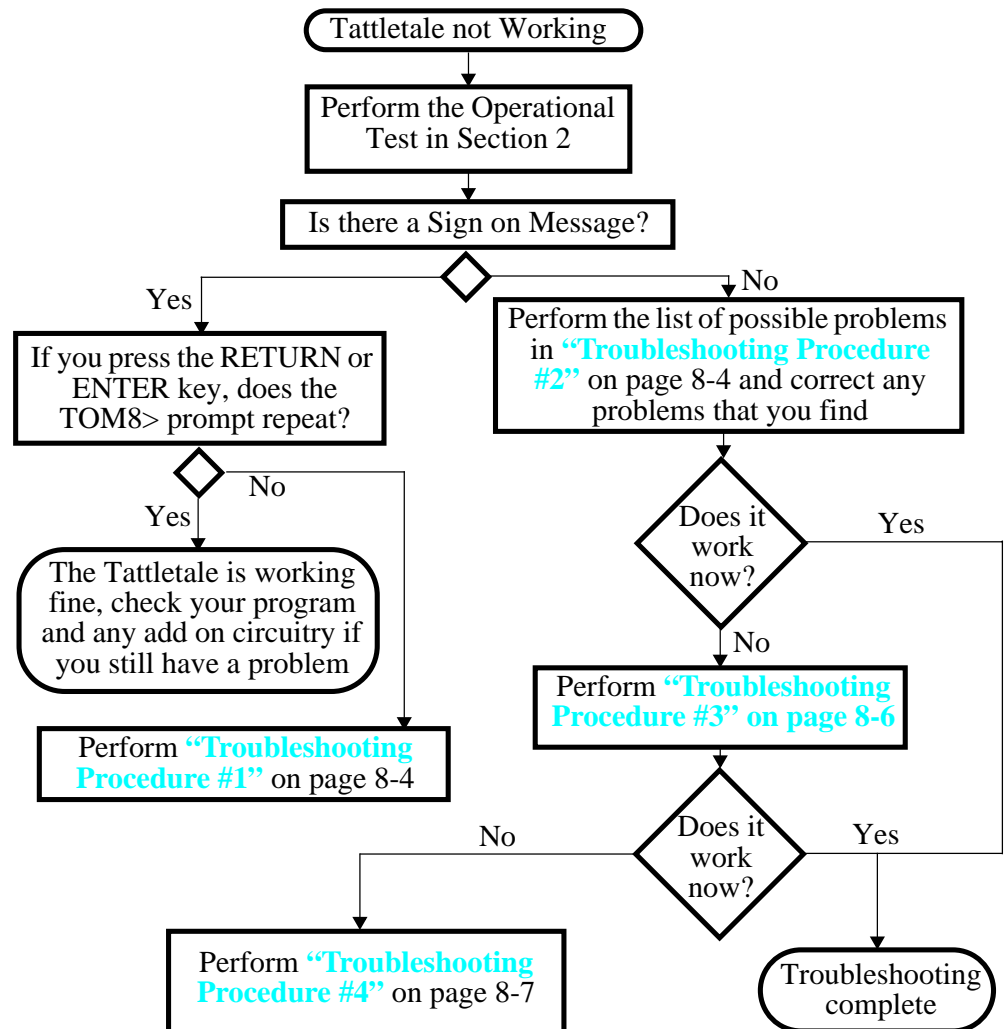 Tattletale not Working
Perform the Operational
Test in Section 2
Is there a Sign on Message?
Yes
No
If you press the RETURN or
ENTER key, does the
TOM8> prompt repeat?
Perform the list of possible problems
in “Troubleshooting Procedure
#2” on page 8-4 and correct any
problems that you find
No
Yes
The Tattletale is working
fine, check your program
and any add on circuitry if
you still have a problem
Does it
work
now?
Yes
No
Perform “Troubleshooting
Procedure #1” on page 8-4
Perform “Troubleshooting
Procedure #3” on page 8-6
Does it
work
now?
No
Yes
Perform “Troubleshooting
Procedure #4” on page 8-7
Troubleshooting
complete